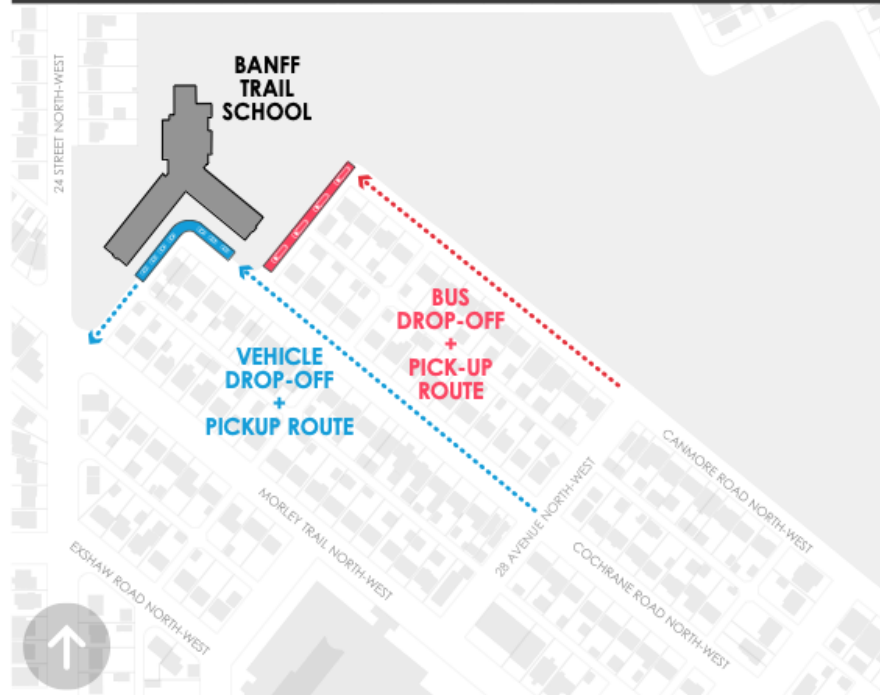 BANFF
TRAIL
SCHOOL
24 STREET NORTH-WEST
BUS
DROP-OFF
+
PICK-UP
ROUTE
VEHICLE
DROP-OFF
+
PICKUP ROUTE
CANMORE ROAD NORTH-WEST
28 AVENUE NORTH-WEST
MORLEY TRAIL NORTH-WEST
COCHRANE ROAD NORTH-WEST
EXSHAW ROAD NORTH-WEST